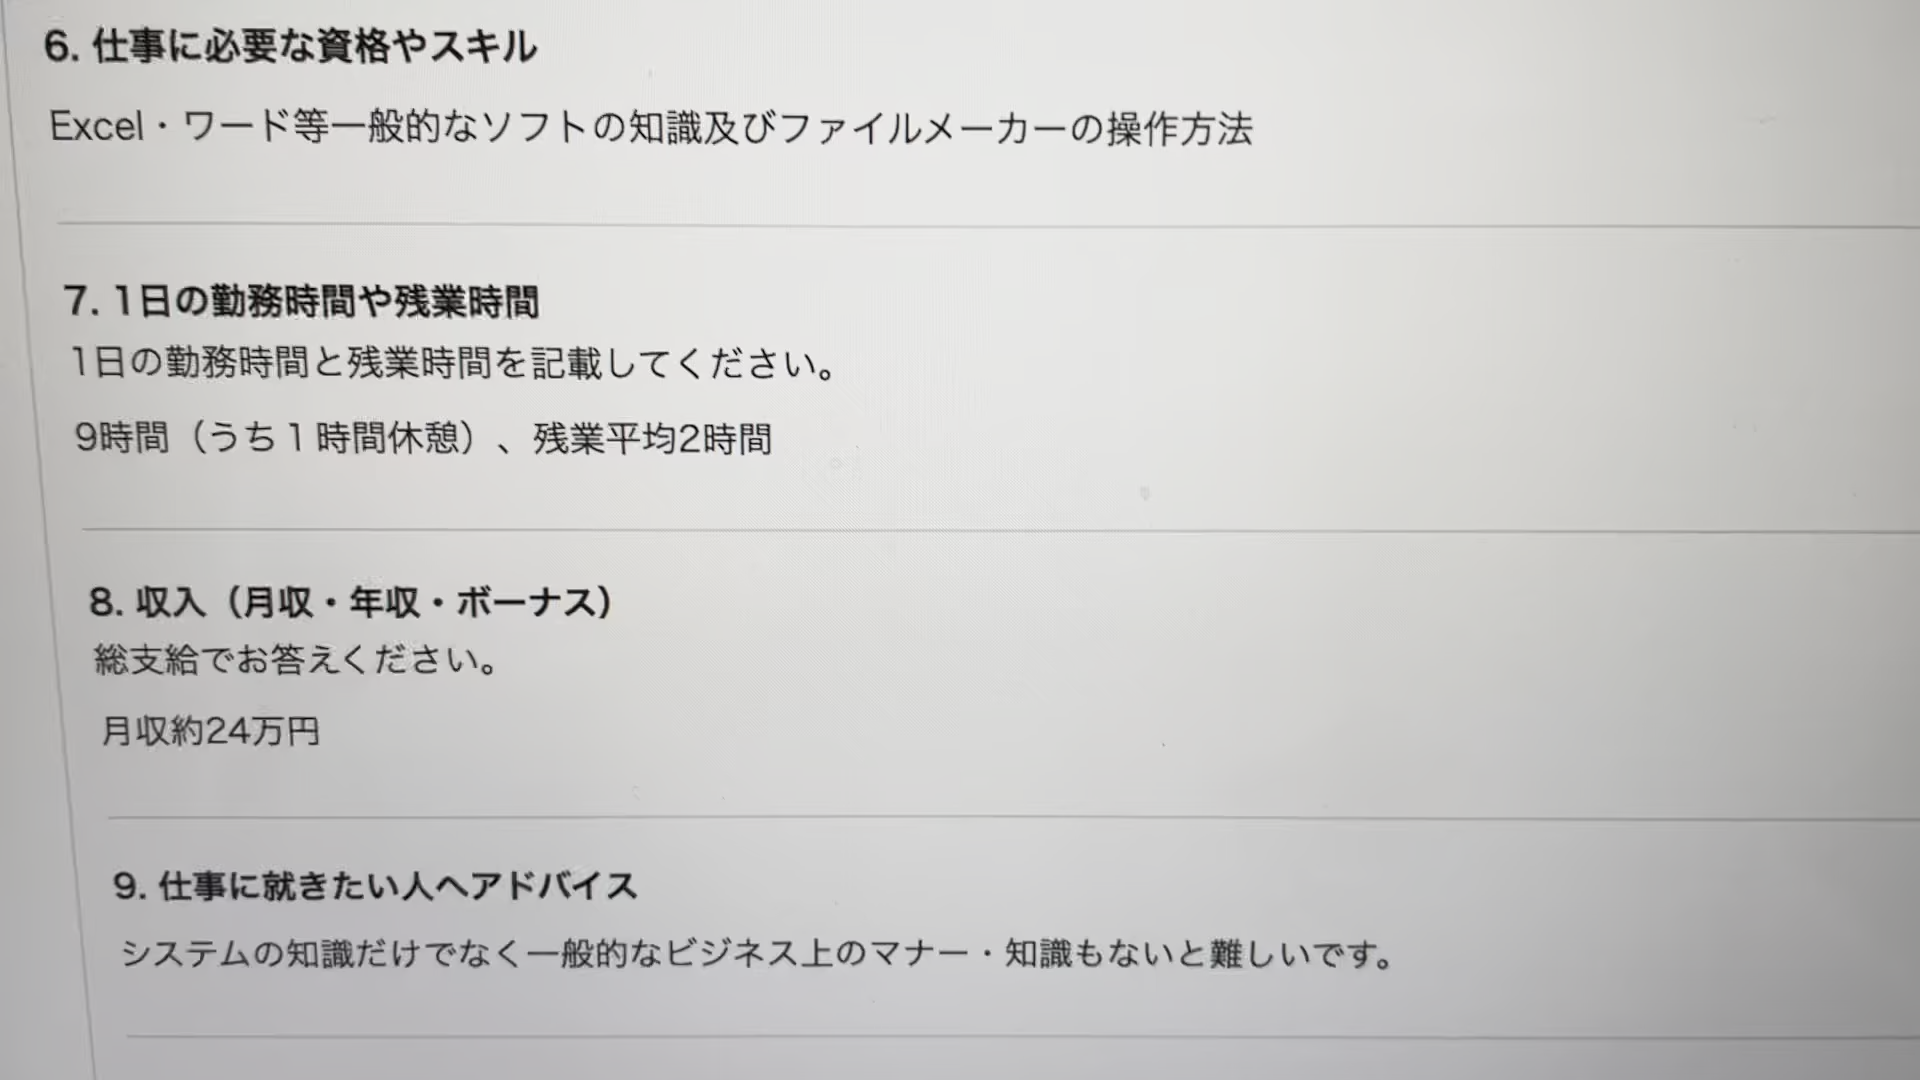 6. 仕事に必要な資格やスキル
Excel・ワード等一般的なソフトの知識及びファイルメーカーの操作方法
7. 1日の勤務時間や残業時間
1日の勤務時間と残業時間を記載してください。
9時間（うち１時間休憩）、残業平均2時間
8. 収入（月収・年収・ボーナス）
総支給でお答えください。
月収約24万円
9. 仕事に就きたい人へアドバイス
システムの知識だけでなく一般的なビジネス上のマナー・知識もないと難しいです。